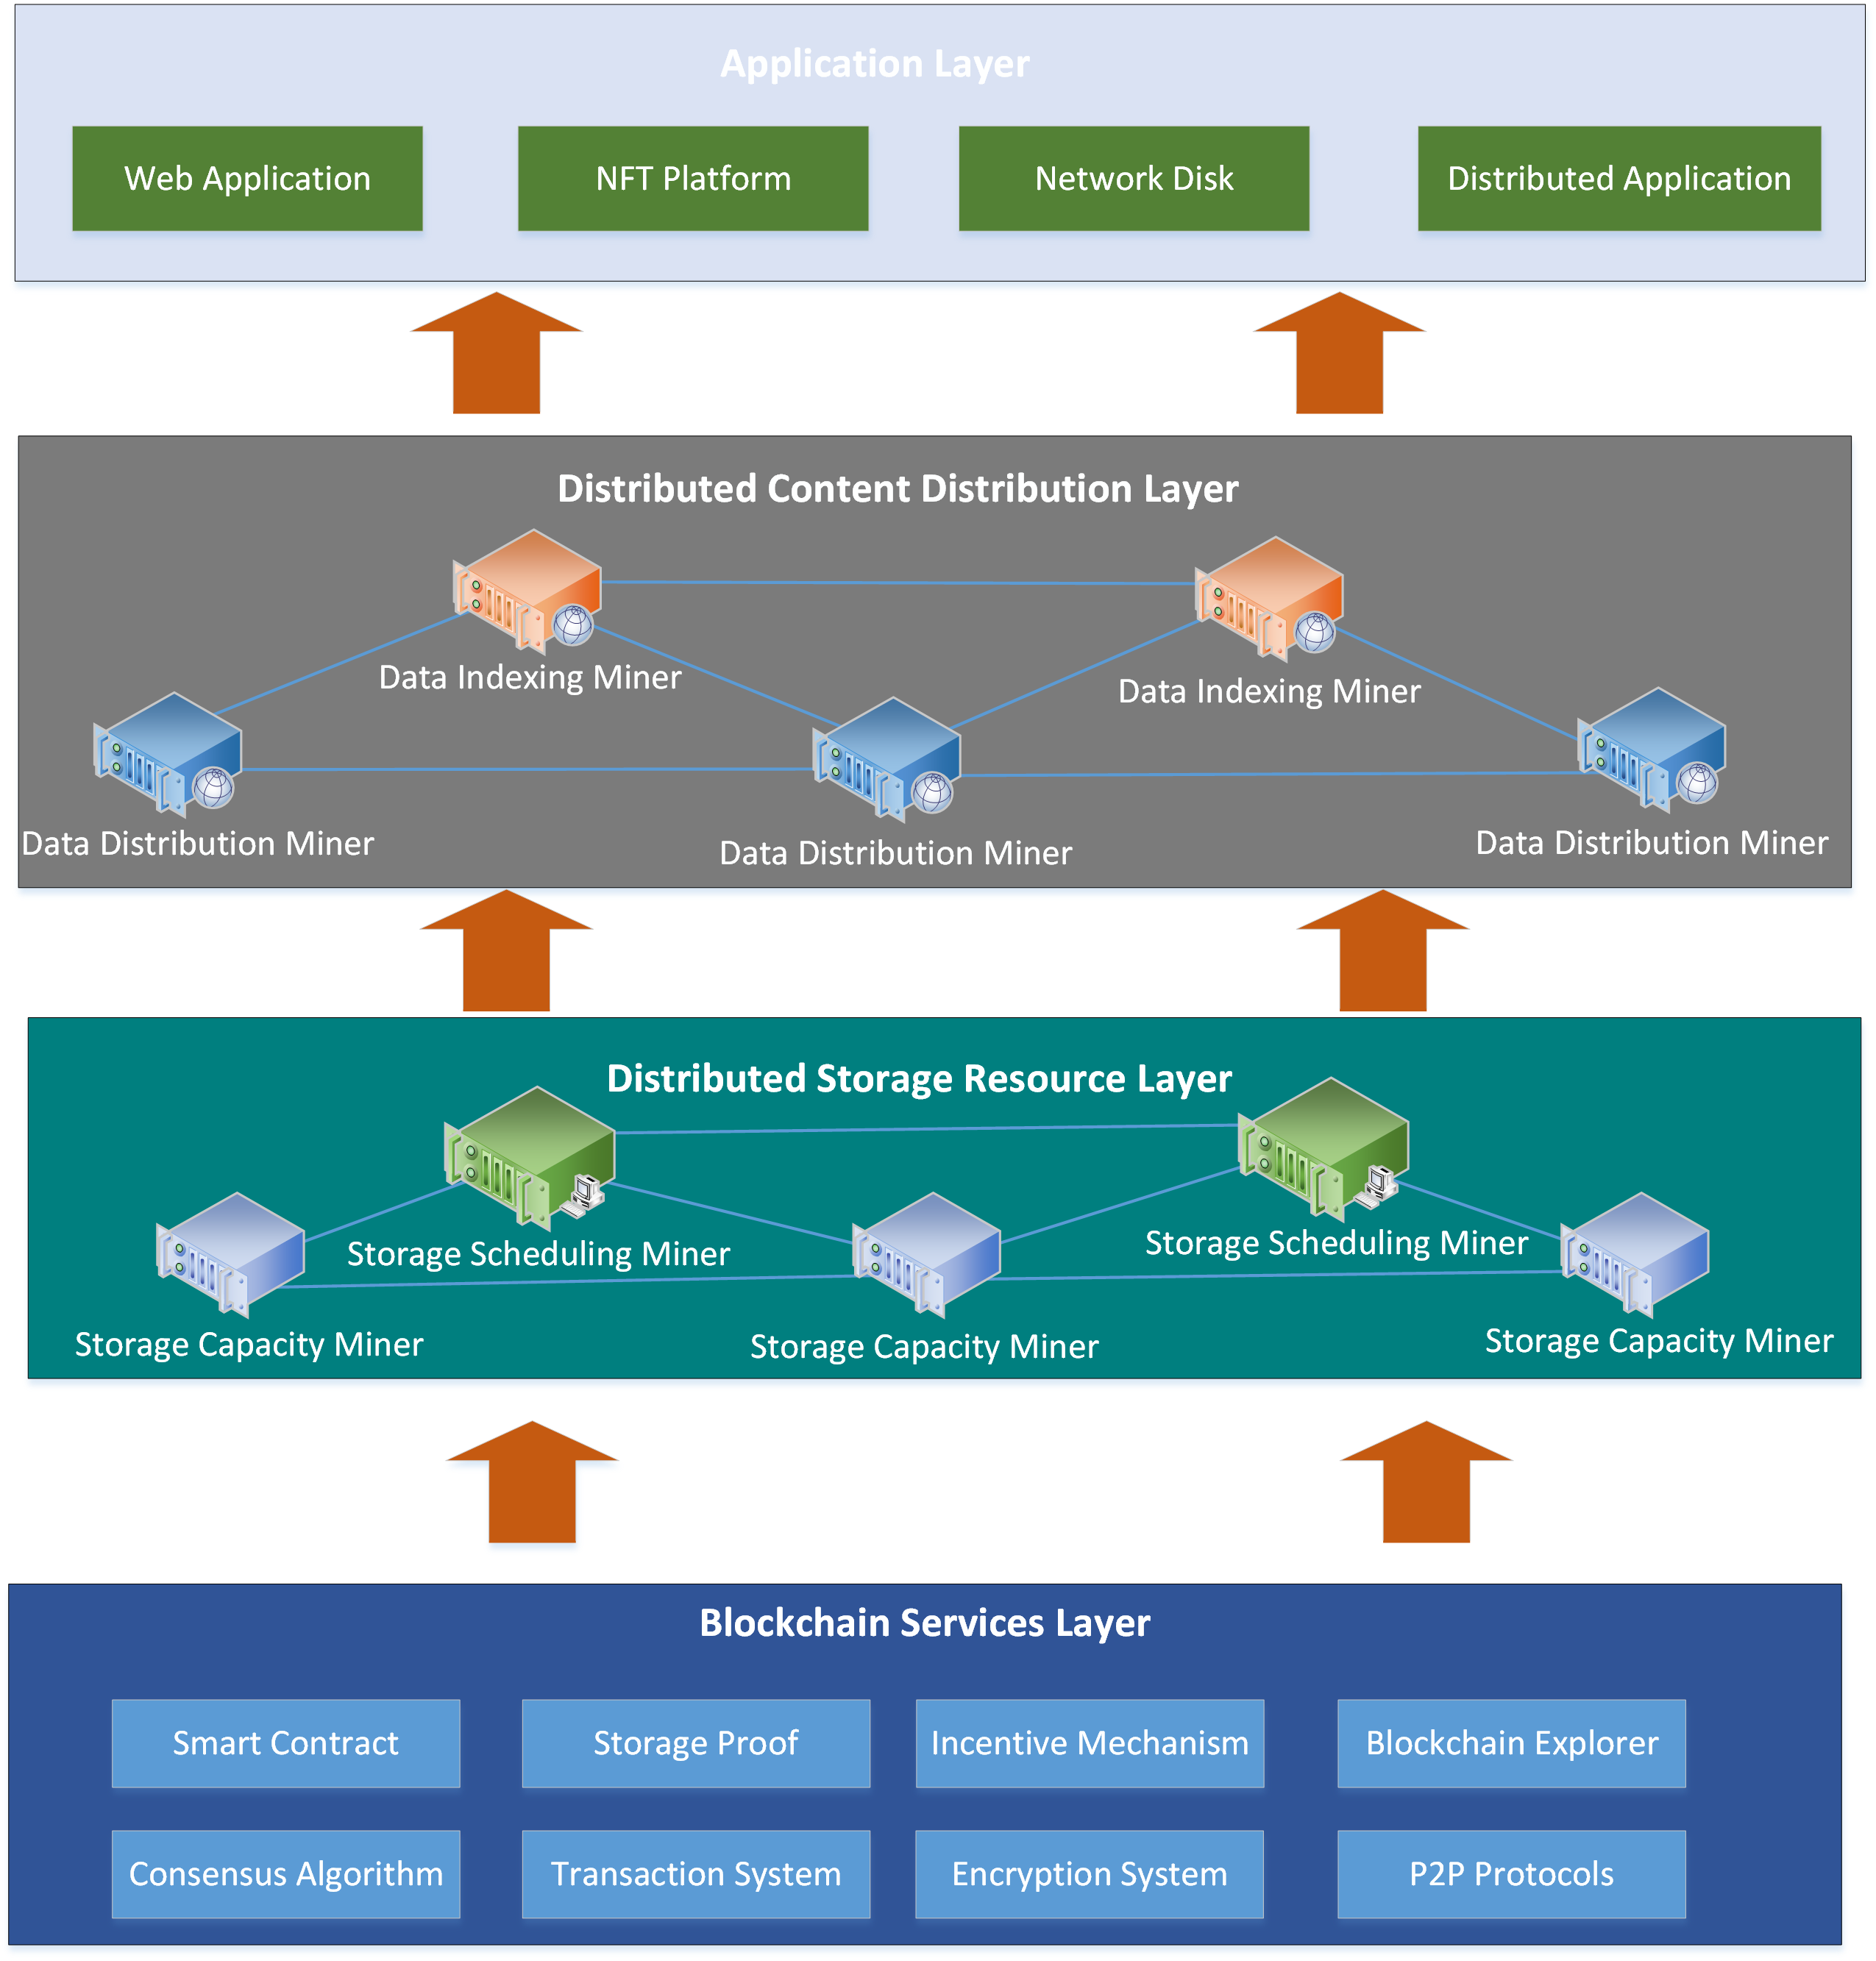 Application Layer
Web Application
NFT Platform
Network Disk
Distributed Application
Distributed Content Distribution Layer
Data Indexing Miner
Data Indexing Miner
Data Distribution Miner
Data Distribution Miner
Data Distribution Miner
Distributed Storage Resource Layer
Storage Scheduling Miner
Storage Scheduling Miner
Storage Capacity Miner
Storage Capacity Miner
Storage Capacity Miner
Blockchain Services Layer
Smart Contract
Storage Proof
Incentive Mechanism
Blockchain Explorer
Consensus Algorithm
Transaction System
Encryption System
P2P Protocols